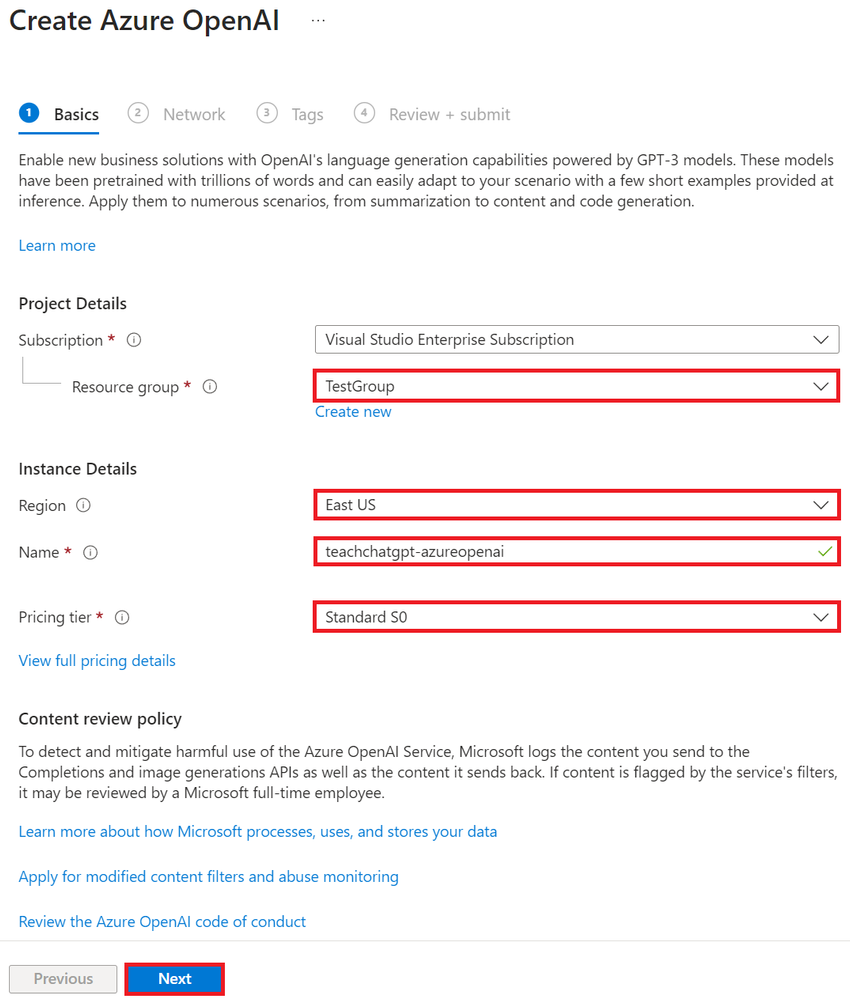 Create Azure OpenAI ...
1 Basics 2 Network 3 Tags 4 Review + submit
Enable new business solutions with OpenAI's language generation capabilities powered by GPT-3 models. These models
have been pretrained with trillions of words and can easily adapt to your scenario with a few short examples provided at
inference. Apply them to numerous scenarios, from summarization to content and code generation.
Learn more
Project Details
Subscription * i Visual Studio Enterprise Subscription
Resource group * i TestGroup
Create new
Instance Details
Region i East US
Name * i teachchatgpt-azureopenai
Pricing tier * i Standard S0
View full pricing details
Content review policy
To detect and mitigate harmful use of the Azure OpenAI Service, Microsoft logs the content you send to the
Completions and image generations APIs as well as the content it sends back. If content is flagged by the service's filters,
it may be reviewed by a Microsoft full-time employee.
Learn more about how Microsoft processes, uses, and stores your data
Apply for modified content filters and abuse monitoring
Review the Azure OpenAI code of conduct
Previous Next